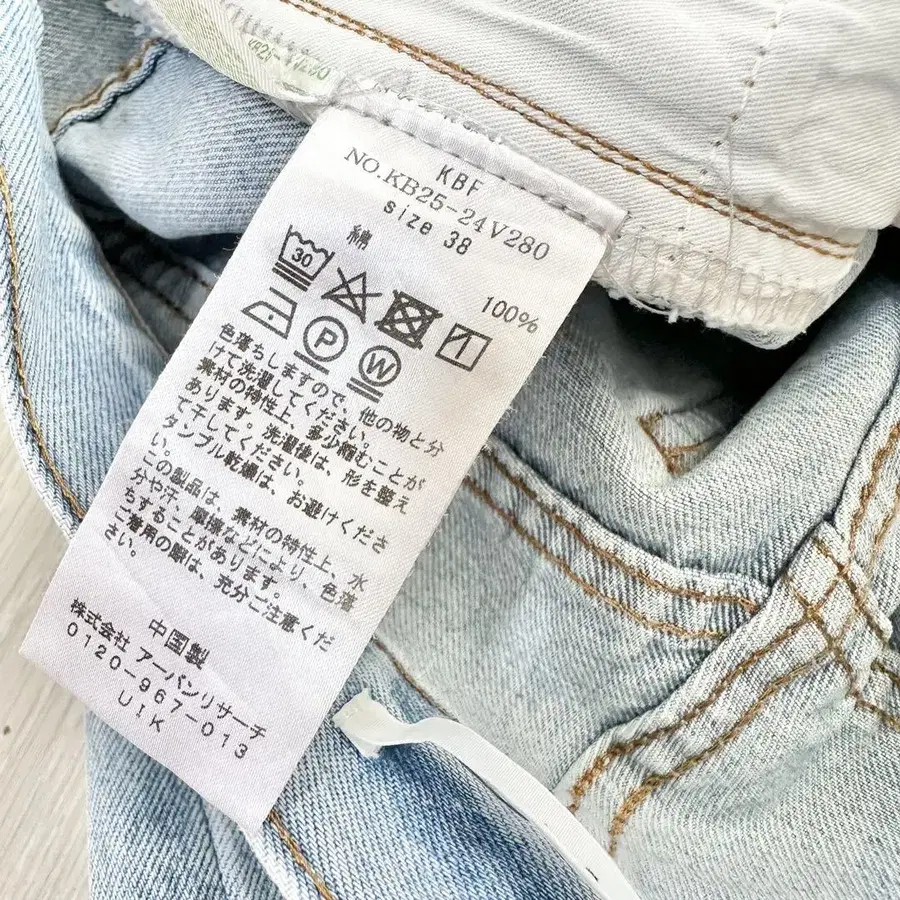 KBF
NO.KB25-24V280
size 38
綿 100%
30
P
W
色落ちしますので、他の物と分
けて洗濯してください。
素材の特性上、多少縮むことが
あります。洗濯後は、形を整え
て干してください。
タンブル乾燥は、お避けくださ
い。
この製品は、素材の特性上、水
分や汗、摩擦などにより、色落
ちすることがあります。
ご着用の際は、充分ご注意くだ
さい。
中国製
株式会社 アーバンリサーチ
0120-967-013
UIK